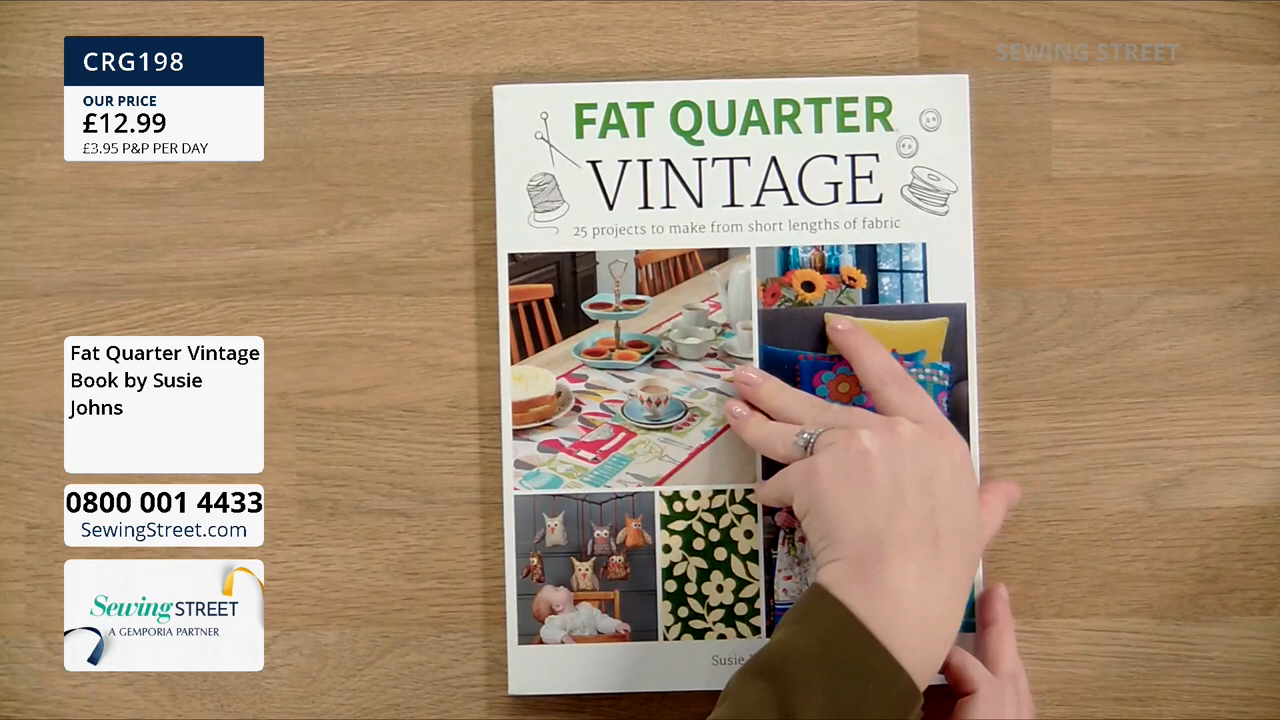 CRG198
OUR PRICE
£12.99
£3.95 P&P PER DAY
Fat Quarter Vintage
Book by Susie
Johns
0800 001 4433
SewingStreet.com
Sewing STREET
A GEMPORIA PARTNER
SEWING STREET
FAT QUARTER
VINTAGE
25 projects to make from short lengths of fabric
Susie